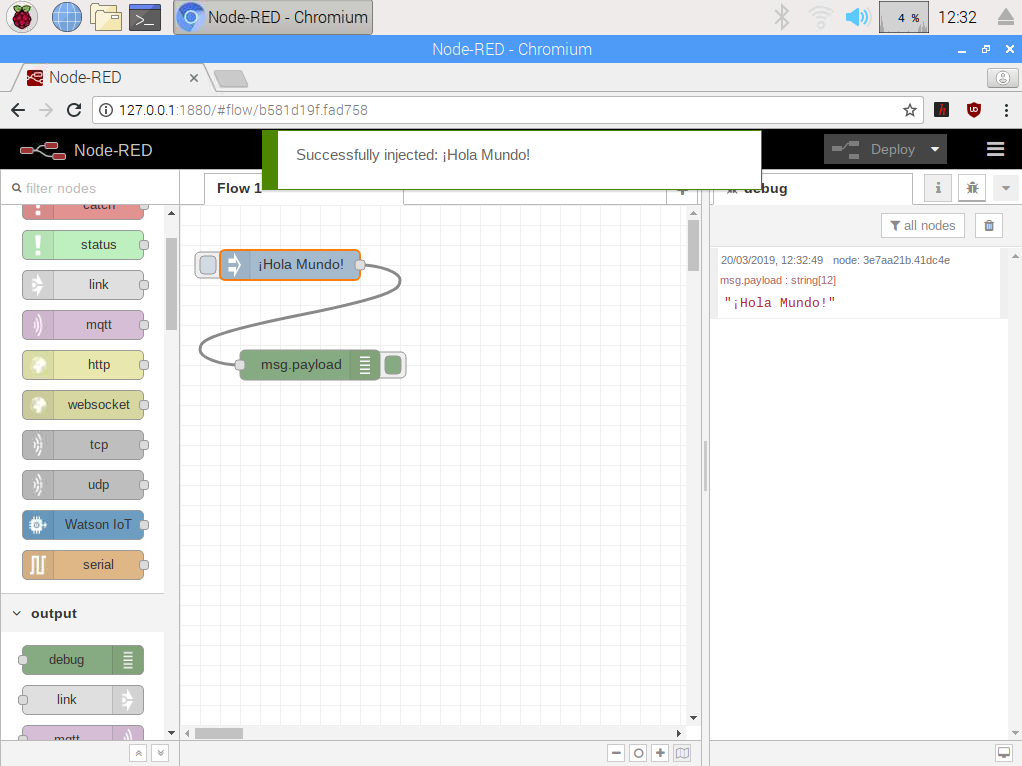 Node-RED - Chromium
4 %
12:32
Node-RED - Chromium
Node-RED
127.0.0.1:1880/#flow/b581d19f.fad758
Node-RED
Successfully injected: ¡Hola Mundo!
Deploy
filter nodes
Flow 1
debug
i
catch
status
link
mqtt
http
websocket
tcp
udp
Watson IoT
serial
output
debug
link
mqtt
¡Hola Mundo!
msg.payload
all nodes
20/03/2019, 12:32:49 node: 3e7aa21b.41dc4e
msg.payload : string[12]
"¡Hola Mundo!"